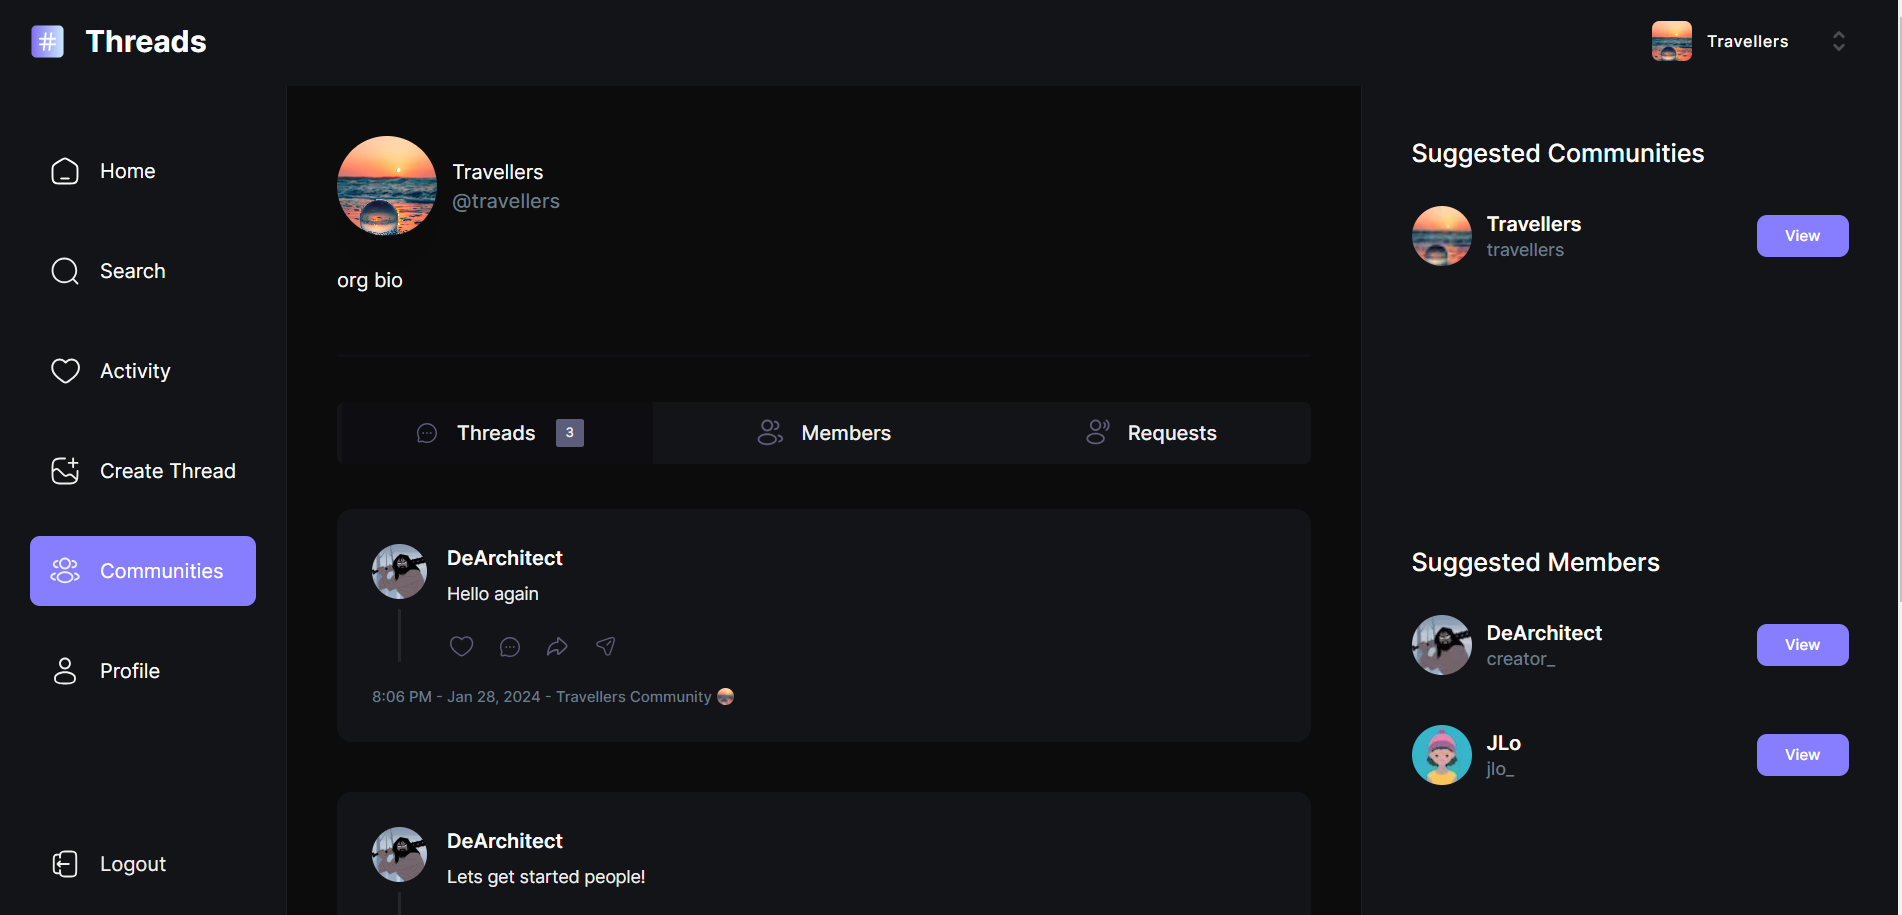 # Threads
Travellers
Home
Search
Activity
Create Thread
Communities
Profile
Logout
Travellers
@travellers
org bio
Threads 3 Members Requests
DeArchitect
Hello again
8:06 PM - Jan 28, 2024 - Travellers Community
DeArchitect
Lets get started people!
Suggested Communities
Travellers
travellers
View
Suggested Members
DeArchitect
creator_
View
JLo
jlo_
View